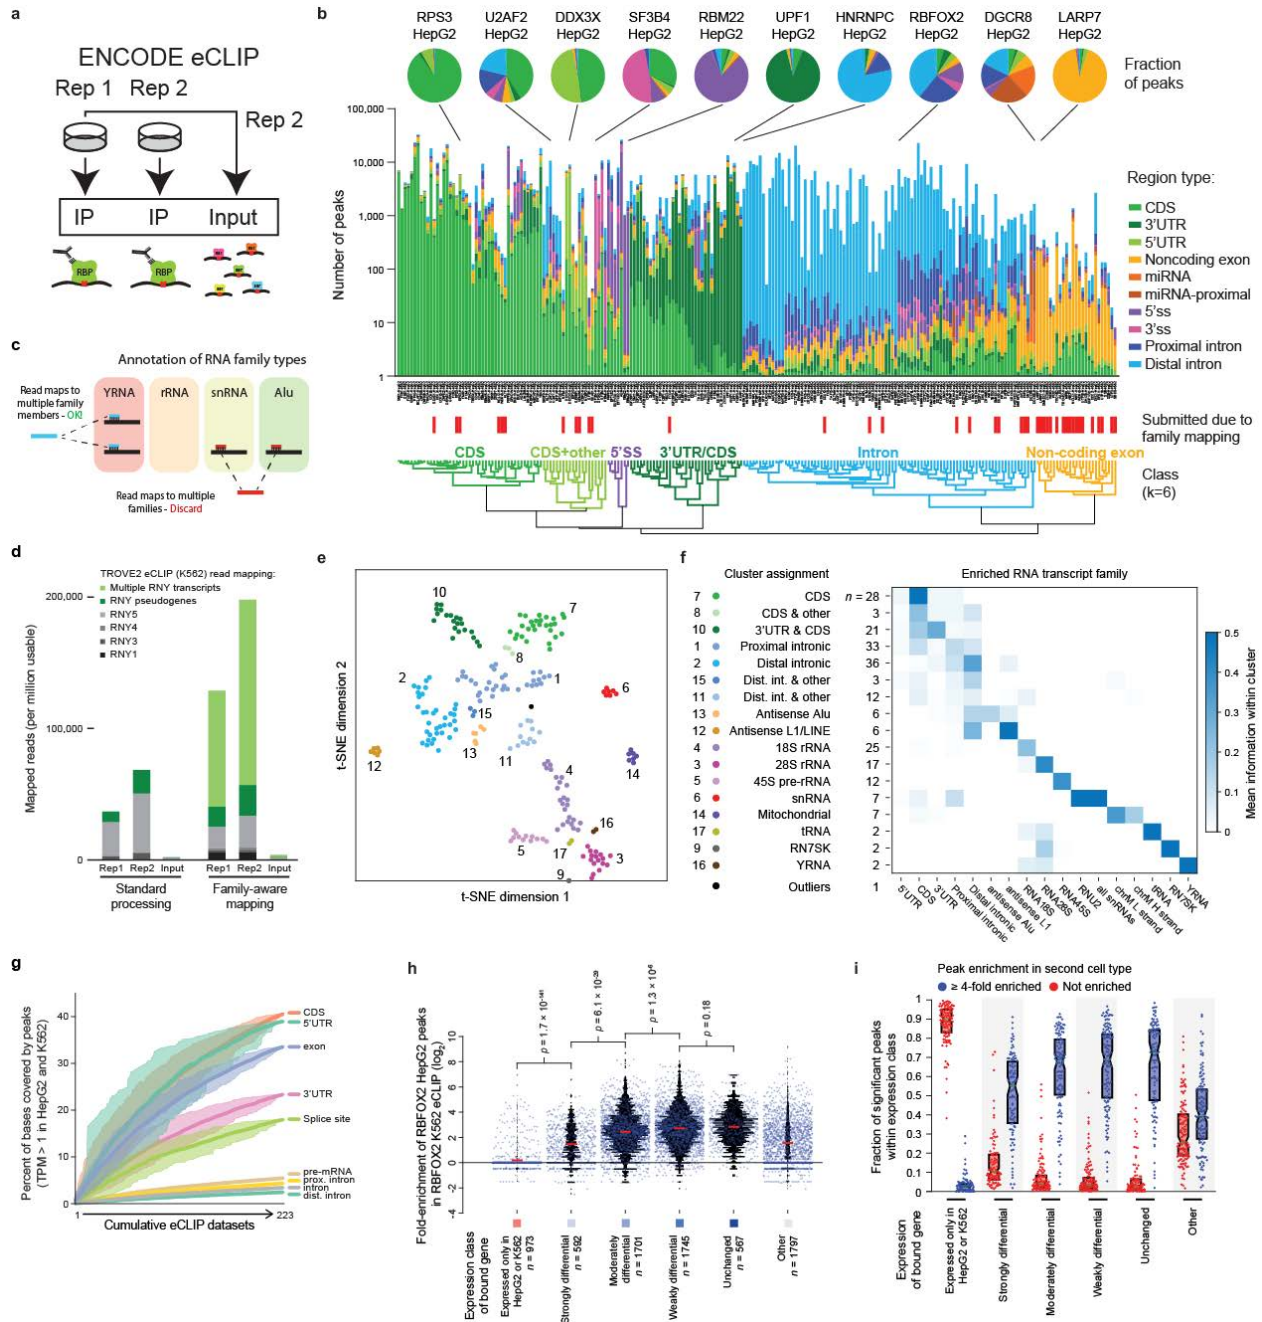 a
ENCODE eCLIP
Rep 1 Rep 2
Rep 2
IP IP Input
RBP RBP
b
RPS3 HepG2
U2AF2 HepG2
DDX3X HepG2
SF3B4 HepG2
RBM22 HepG2
UPF1 HepG2
HNRNPC HepG2
RBFOX2 HepG2
DGCR8 HepG2
LARP7 HepG2
Fraction of peaks
Number of peaks
100,000
10,000
1,000
100
10
1
Region type:
CDS
3'UTR
5'UTR
Noncoding exon
miRNA
miRNA-proximal
5'ss
3'ss
Proximal intron
Distal intron
Submitted due to family mapping
CDS CDS+other 5'SS 3'UTR/CDS Intron Non-coding exon
Class (k=6)
c
Annotation of RNA family types
YRNA rRNA snRNA Alu
Read maps to multiple family members - OK!
Read maps to multiple families - Discard
d
TROVE2 eCLIP (K562) read mapping:
Multiple RNY transcripts
RNY pseudogenes
RNY5
RNY4
RNY3
RNY1
Mapped reads (per million usable)
200,000
100,000
0
Rep1 Rep2 Input Rep1 Rep2 Input
Standard processing
Family-aware mapping
e
t-SNE dimension 2
t-SNE dimension 1
10
7
8
2
1
15
6
13
11
12
14
4
16
5
17
3
9
f
Cluster assignment
Enriched RNA transcript family
7 CDS n = 28
8 CDS & other 3
10 3'UTR & CDS 21
1 Proximal intronic 33
2 Distal intronic 36
15 Dist. int. & other 3
11 Dist. int. & other 12
13 Antisense Alu 6
12 Antisense L1/LINE 6
4 18S rRNA 25
3 28S rRNA 17
5 45S pre-rRNA 12
6 snRNA 7
14 Mitochondrial 7
17 tRNA 2
9 RN7SK 2
16 YRNA 2
Outliers 1
5'UTR
CDS
3'UTR
Proximal intronic
Distal intronic
antisense Alu
antisense L1
RNA18S
RNA28S
RNA45S
RNU2
all snRNAs
chrM L strand
chrM H strand
tRNA
RN7SK
YRNA
0.5
0.4
0.3
0.2
0.1
0
Mean information within cluster
g
Percent of bases covered by peaks (TPM > 1 in HepG2 and K562)
40
30
20
10
0
CDS
5'UTR
exon
3'UTR
Splice site
pre-mRNA
prox. intron
intron
dist. intron
1 223
Cumulative eCLIP datasets
h
Fold-enrichment of RBFOX2 HepG2 peaks in RBFOX2 K562 eCLIP (log2)
10
8
6
4
2
0
-2
-4
p = 1.7 × 10-141
p = 6.1 × 10-39
p = 1.3 × 10-6
p = 0.18
Expression class of bound gene
Expressed only in HepG2 or K562 n = 973
Strongly differential n = 592
Moderately differential n = 1701
Weakly differential n = 1745
Unchanged n = 567
Other n = 1797
i
Peak enrichment in second cell type
≥ 4-fold enriched Not enriched
Fraction of significant peaks within expression class
1
0.9
0.8
0.7
0.6
0.5
0.4
0.3
0.2
0.1
0
Expression of bound gene
Expressed only in HepG2 or K562
Strongly differential
Moderately differential
Weakly differential
Unchanged
Other